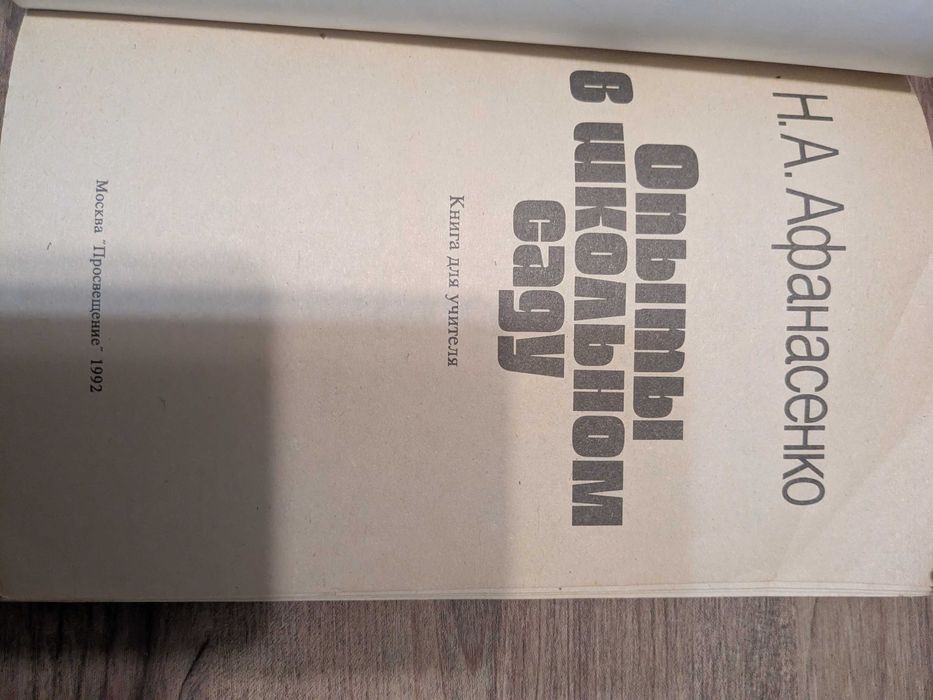 Н. А. Афанасенко
Опыты
в школьном
саду
Книга для учителя
Москва "Просвещение" 1992